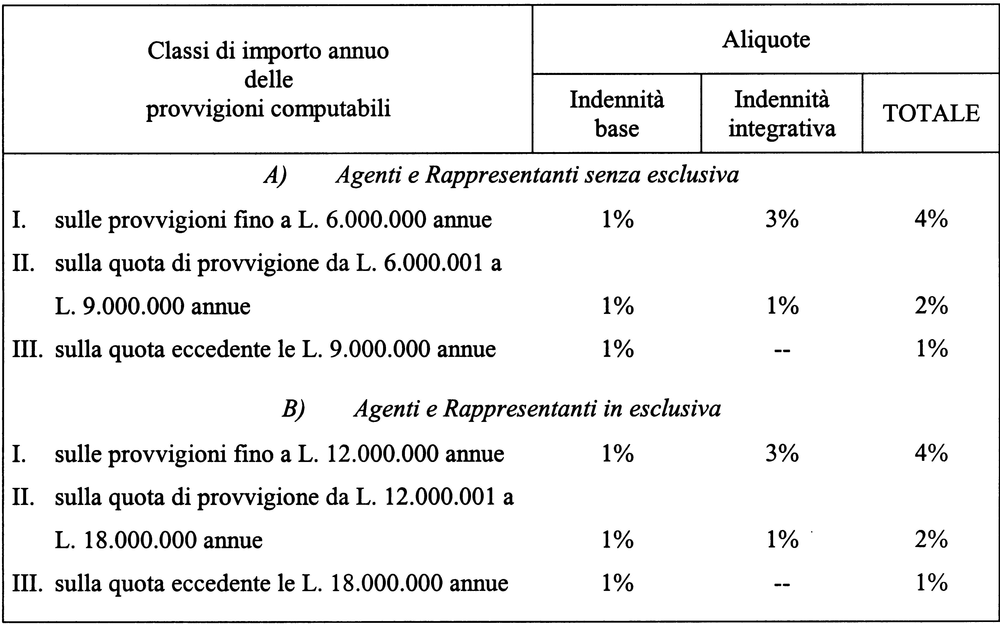 Classi di importo annuo
delle
provvigioni computabili
Aliquote
Indennità
base
Indennità
integrativa
TOTALE
A) Agenti e Rappresentanti senza esclusiva
I. sulle provvigioni fino a L. 6.000.000 annue 1% 3% 4%
II. sulla quota di provvigione da L. 6.000.001 a
L. 9.000.000 annue 1% 1% 2%
III. sulla quota eccedente le L. 9.000.000 annue 1% -- 1%
B) Agenti e Rappresentanti in esclusiva
I. sulle provvigioni fino a L. 12.000.000 annue 1% 3% 4%
II. sulla quota di provvigione da L. 12.000.001 a
L. 18.000.000 annue 1% 1% 2%
III. sulla quota eccedente le L. 18.000.000 annue 1% -- 1%